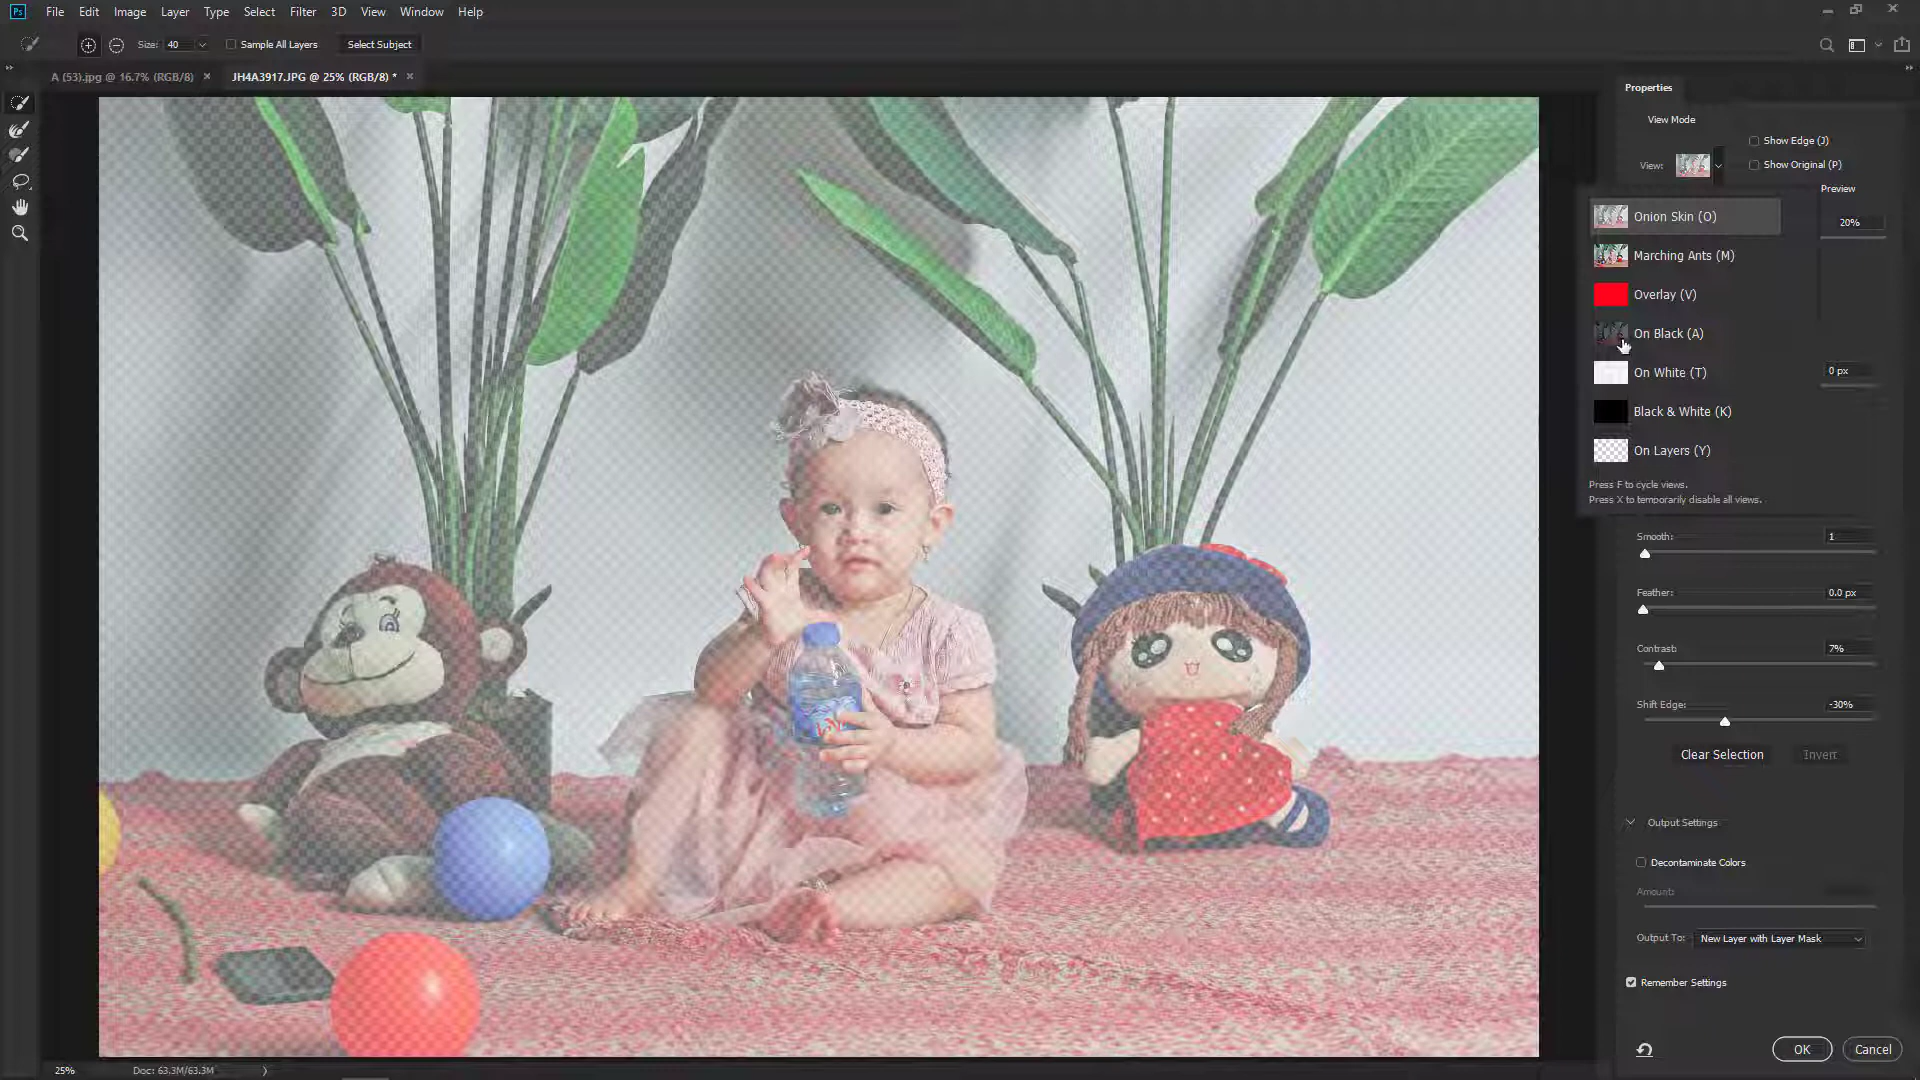 Ps File Edit Image Layer Type Select Filter 3D View Window Help
Size: 40 Sample All Layers Select Subject
A (53).jpg @ 16.7% (RGB/8) × JH4A3917.JPG @ 25% (RGB/8) * ×
Properties
View Mode
Show Edge (J)
View: Show Original (P)
Preview
Onion Skin (O)
20%
Marching Ants (M)
Overlay (V)
On Black (A)
On White (T)
0 px
Black & White (K)
On Layers (Y)
Press F to cycle views.
Press X to temporarily disable all views.
Smooth: 1
Feather: 0.0 px
Contrast: 7%
Shift Edge: -30%
Clear Selection Invert
Output Settings
Decontaminate Colors
Amount:
Output To: New Layer with Layer Mask
Remember Settings
OK Cancel
25% Doc: 63.3M/63.3M